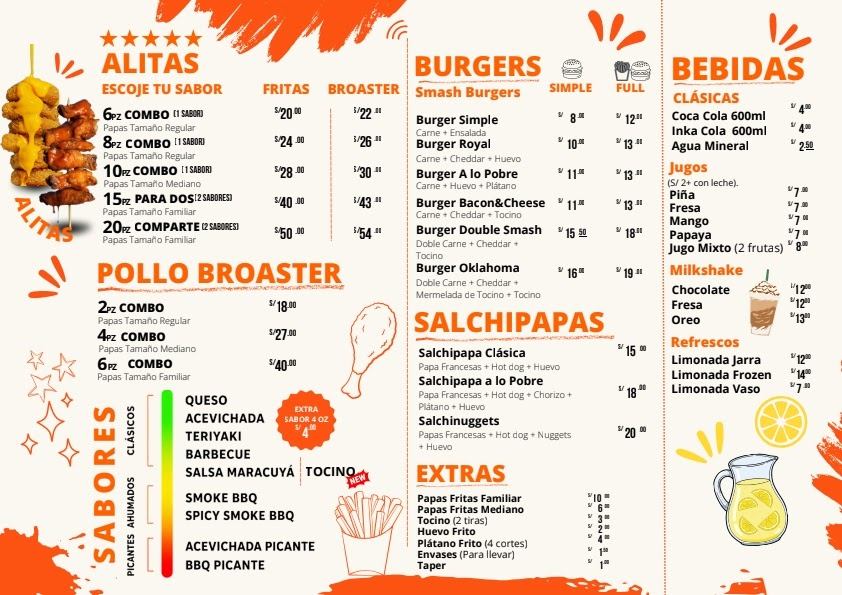 ALITAS
ESCOJE TU SABOR FRITAS BROASTER
6PZ COMBO (1 SABOR) S/20.00 S/22.00
Papas Tamaño Regular
8PZ COMBO (1 SABOR) S/24.00 S/26.00
Papas Tamaño Regular
10PZ COMBO (1 SABOR) S/28.00 S/30.00
Papas Tamaño Mediano
15PZ PARA DOS(2 SABORES) S/40.00 S/43.00
Papas Tamaño Familiar
20PZ COMPARTE(2 SABORES) S/50.00 S/54.00
Papas Tamaño Familiar
ALITAS
POLLO BROASTER
2PZ COMBO S/18.00
Papas Tamaño Regular
4PZ COMBO S/27.00
Papas Tamaño Mediano
6PZ COMBO S/40.00
Papas Tamaño Familiar
SABORES
CLÁSICOS
QUESO
ACEVICHADA
TERIYAKI
BARBECUE
SALSA MARACUYÁ TOCINO
NEW
EXTRA
SABOR 4 OZ
S/4.00
AHUMADOS
SMOKE BBQ
SPICY SMOKE BBQ
PICANTES
ACEVICHADA PICANTE
BBQ PICANTE
BURGERS
Smash Burgers SIMPLE FULL
Burger Simple S/ 8.00 S/ 12.00
Carne + Ensalada
Burger Royal S/ 10.00 S/ 13.00
Carne + Cheddar + Huevo
Burger A lo Pobre S/ 11.00 S/ 13.00
Carne + Huevo + Plátano
Burger Bacon&Cheese S/ 11.00 S/ 13.00
Carne + Cheddar + Tocino
Burger Double Smash S/ 15.50 S/ 18.00
Doble Carne + Cheddar +
Tocino
Burger Oklahoma S/ 16.00 S/ 19.00
Doble Carne + Cheddar +
Mermelada de Tocino + Tocino
SALCHIPAPAS
Salchipapa Clásica S/ 15.00
Papa Francesas + Hot dog + Huevo
Salchipapa a lo Pobre S/ 18.00
Papa Francesas + Hot dog + Chorizo +
Plátano + Huevo
Salchinuggets S/ 20.00
Papas Francesas + Hot dog + Nuggets
+ Huevo
EXTRAS
Papas Fritas Familiar S/ 10.00
Papas Fritas Mediano S/ 6.00
Tocino (2 tiras) S/ 3.00
Huevo Frito S/ 2.00
Plátano Frito (4 cortes) S/ 4.00
Envases (Para llevar) S/ 1.50
Taper S/ 1.00
BEBIDAS
CLÁSICAS
Coca Cola 600ml S/ 4.00
Inka Cola 600ml S/ 4.00
Agua Mineral S/ 2.50
Jugos
(S/ 2+ con leche).
Piña S/7.00
Fresa S/7.00
Mango S/7.00
Papaya S/7.00
Jugo Mixto (2 frutas) S/ 8.00
Milkshake
Chocolate S/12.00
Fresa S/12.00
Oreo S/13.00
Refrescos
Limonada Jarra S/12.00
Limonada Frozen S/14.00
Limonada Vaso S/7.00